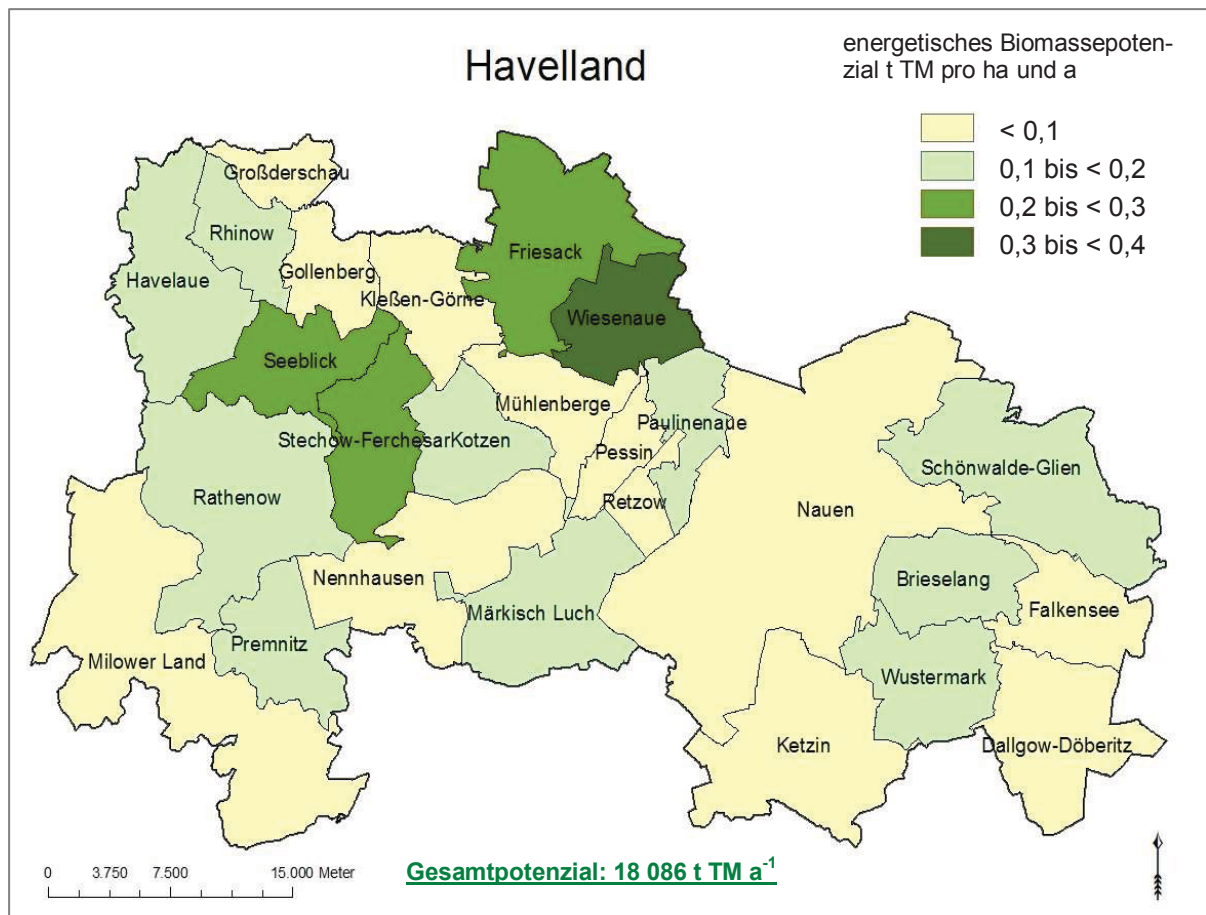 Havelland
energetisches Biomassepoten-
zial t TM pro ha und a
< 0,1
0,1 bis < 0,2
0,2 bis < 0,3
0,3 bis < 0,4
Großderschau
Rhinow
Havelaue
Gollenberg
Kleßen-Görne
Friesack
Wiesenaue
Seeblick
Mühlenberge
Paulinenaue
Stechow-Ferchesar
Kotzen
Pessin
Schönwalde-Glien
Rathenow
Retzow
Nauen
Nennhausen
Brieselang
Märkisch Luch
Falkensee
Premnitz
Milower Land
Wustermark
Ketzin
Dallgow-Döberitz
0 3.750 7.500 15.000 Meter
Gesamtpotenzial: 18 086 t TM a⁻¹